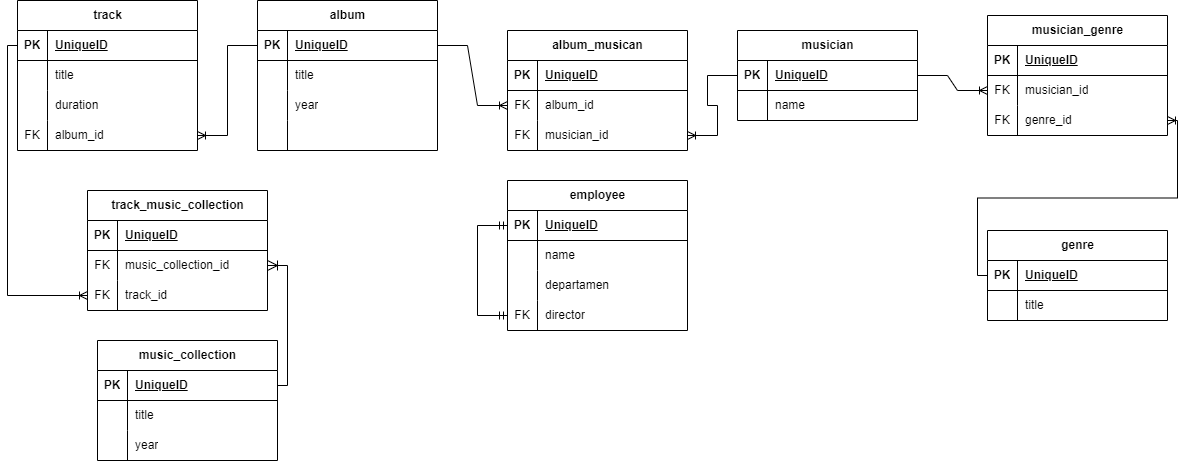 track
PK UniqueID
title
duration
FK album_id
album
PK UniqueID
title
year
album_musican
PK UniqueID
FK album_id
FK musician_id
musician
PK UniqueID
name
musician_genre
PK UniqueID
FK musician_id
FK genre_id
track_music_collection
PK UniqueID
FK music_collection_id
FK track_id
employee
PK UniqueID
name
departamen
FK director
genre
PK UniqueID
title
music_collection
PK UniqueID
title
year